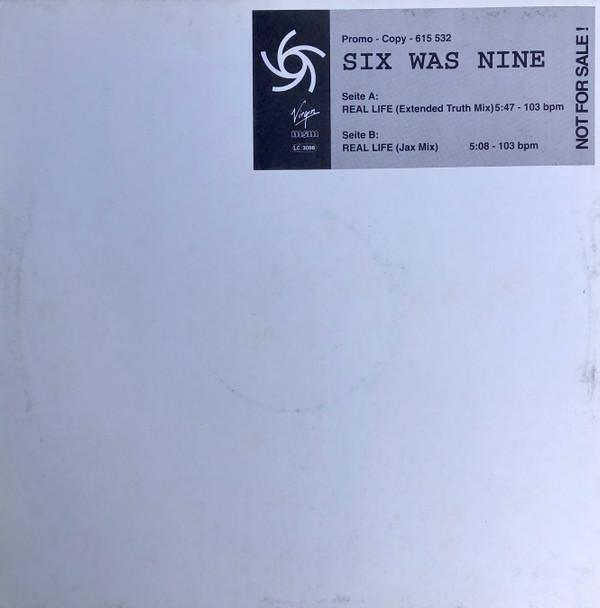 Promo - Copy - 615 532
SIX WAS NINE
Seite A:
REAL LIFE (Extended Truth Mix) 5:47 - 103 bpm
Seite B:
REAL LIFE (Jax Mix) 5:08 - 103 bpm
NOT FOR SALE!
Virgin
msm
LC 3098